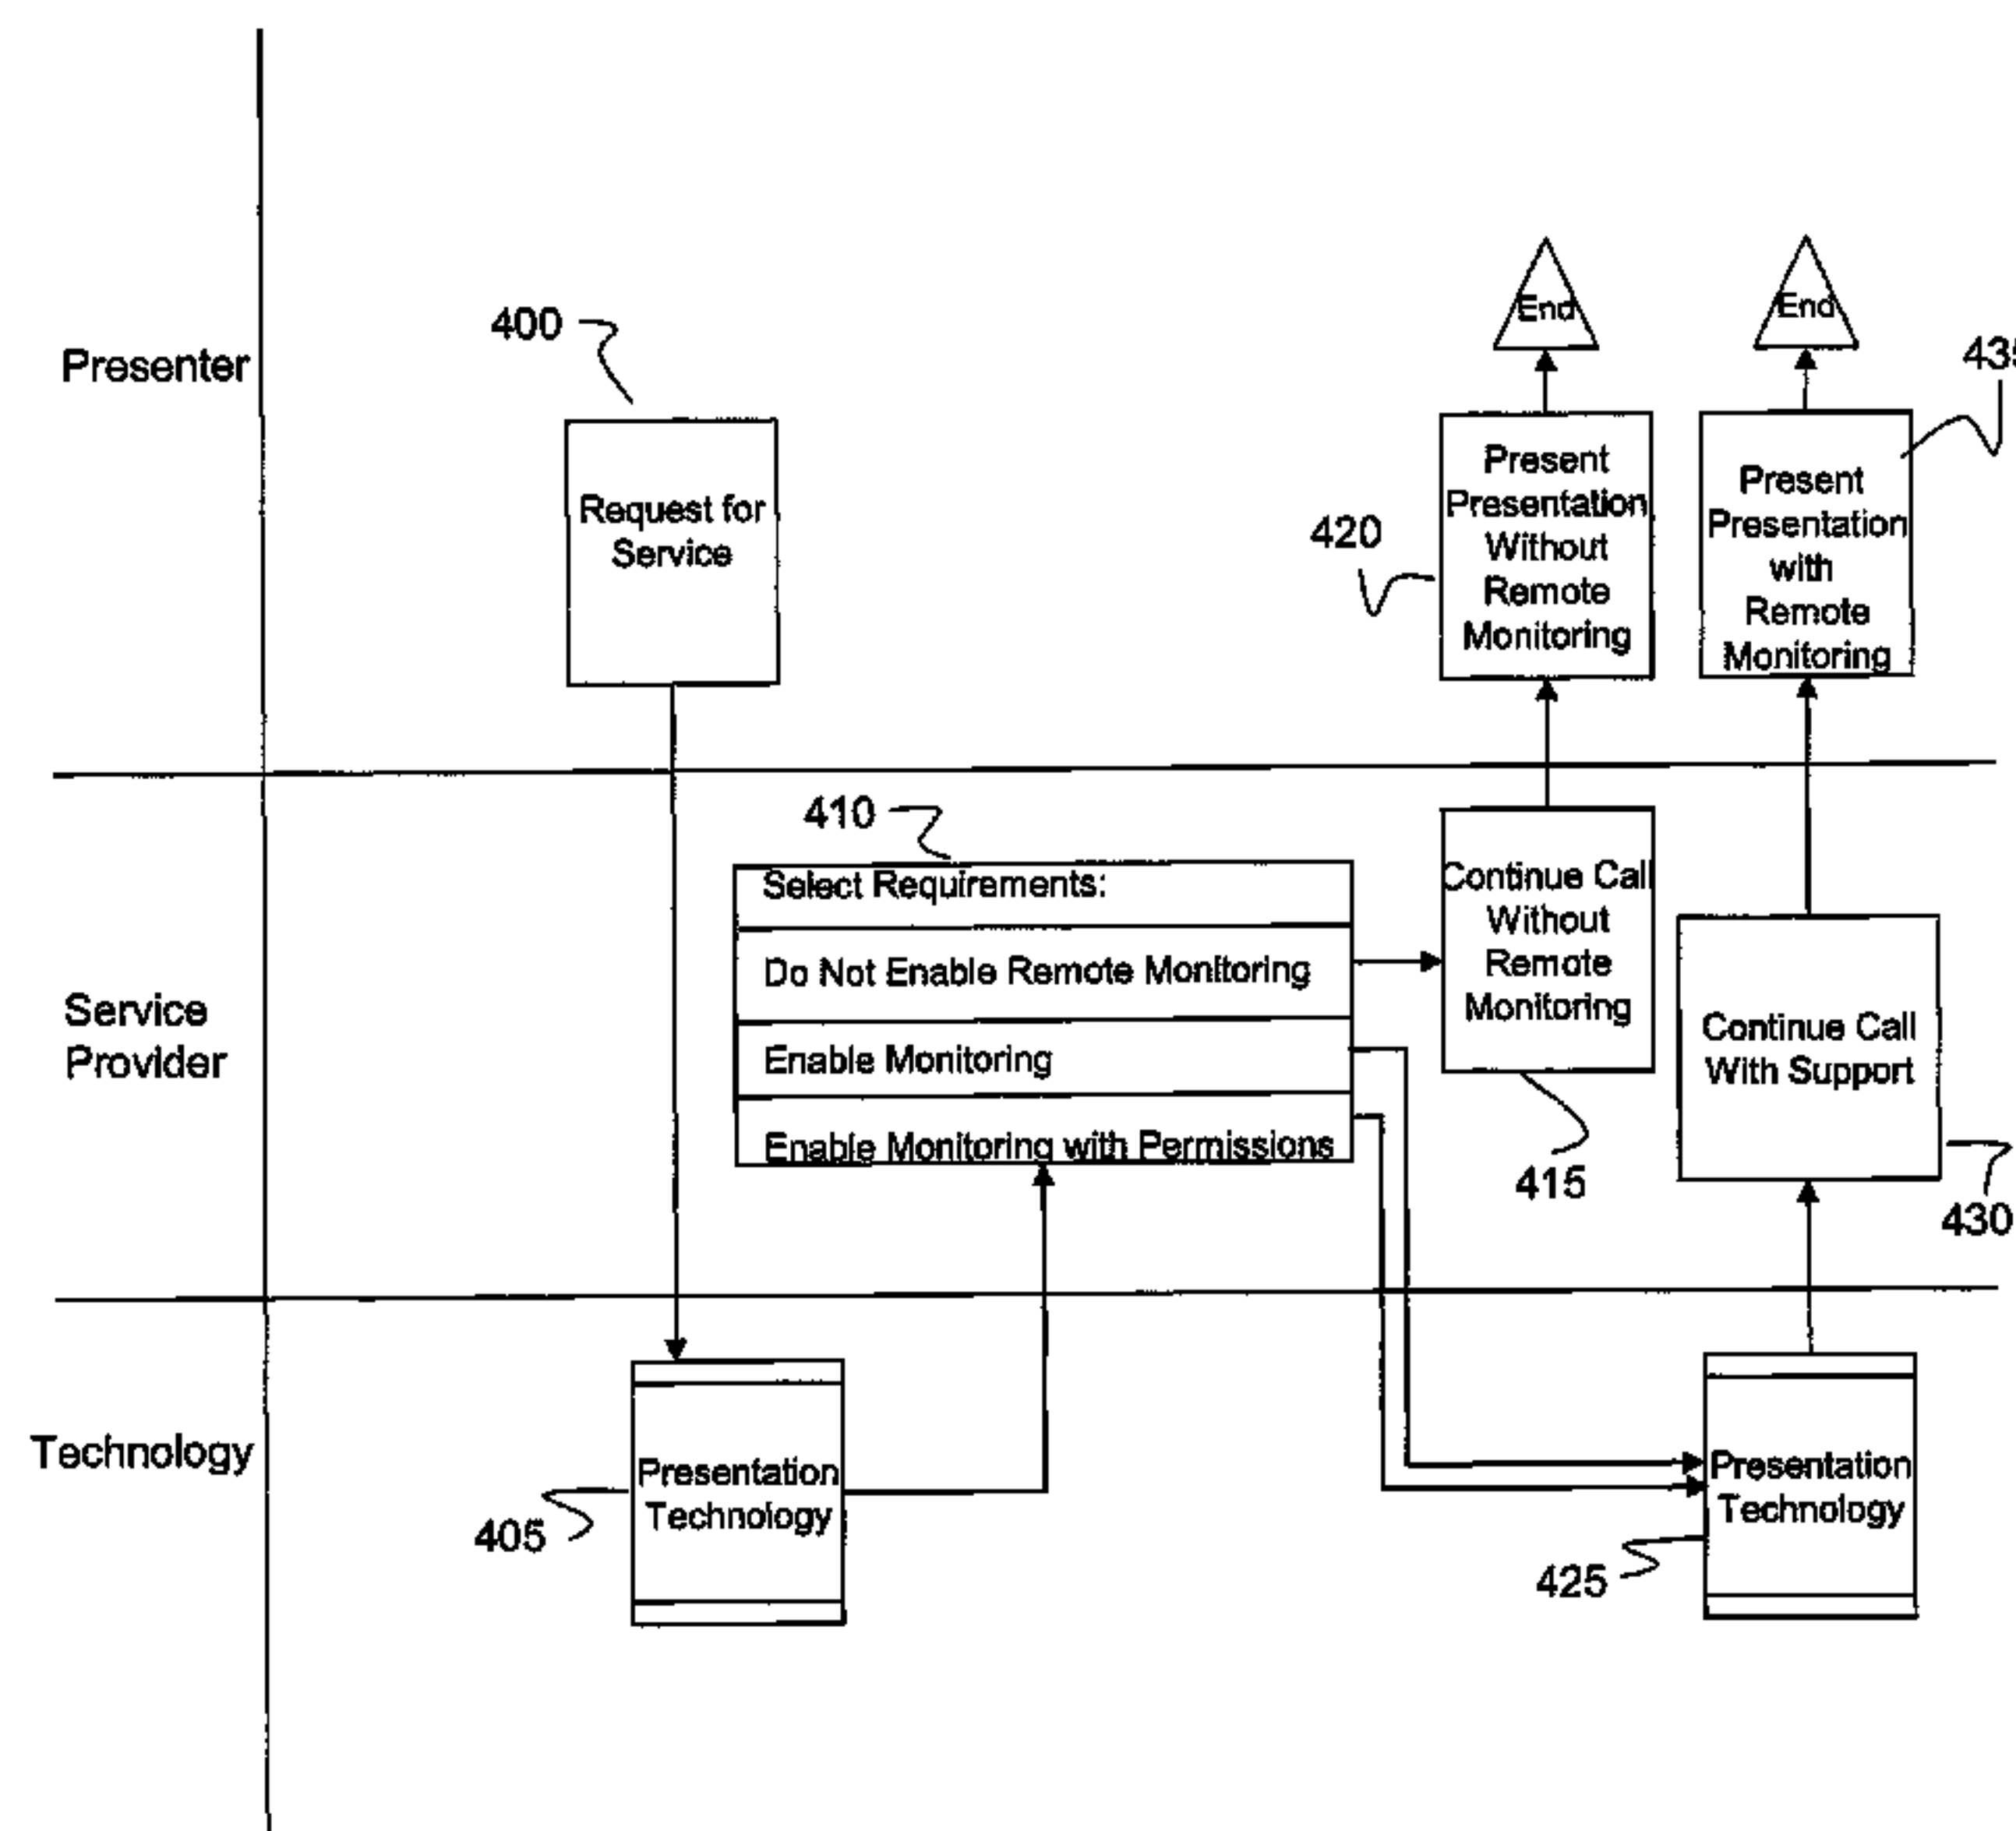 Presenter
400
Request for
Service
End
End
435
420
Present
Presentation
Without
Remote
Monitoring
Present
Presentation
with
Remote
Monitoring
Service
Provider
410
Select Requirements:
Do Not Enable Remote Monitoring
Enable Monitoring
Enable Monitoring with Permissions
Continue Call
Without
Remote
Monitoring
415
Continue Call
With Support
430
Technology
Presentation
Technology
405
Presentation
Technology
425